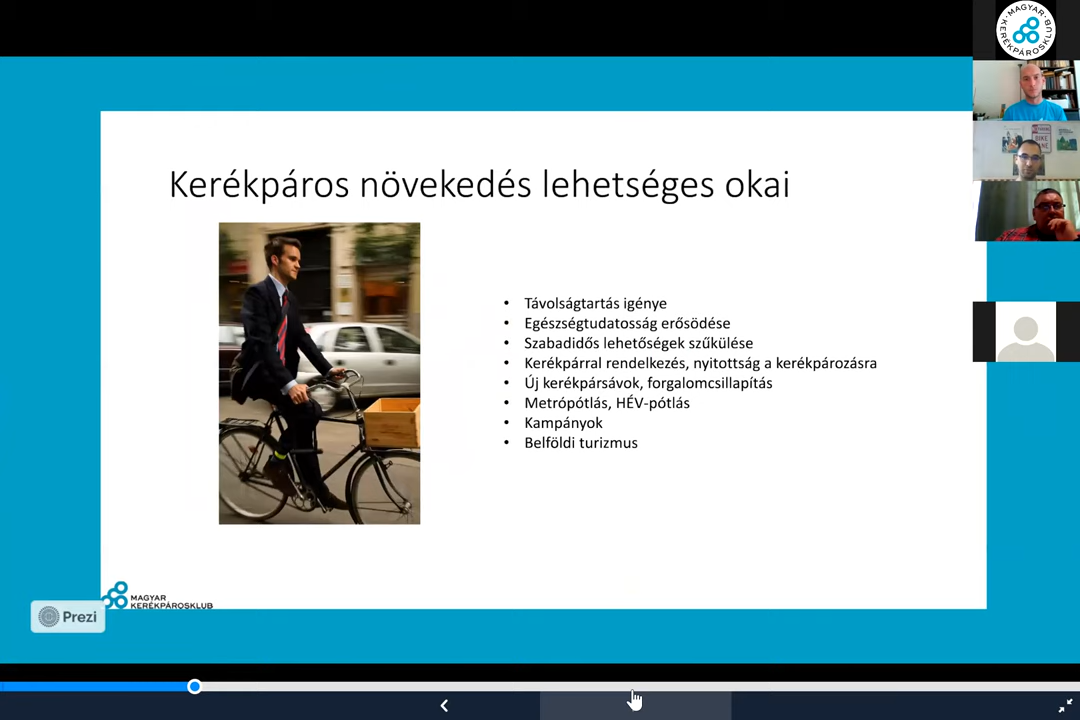 Kerékpáros növekedés lehetséges okai
• Távolságtartás igénye
• Egészségtudatosság erősödése
• Szabadidős lehetőségek szűkülése
• Kerékpárral rendelkezés, nyitottság a kerékpározásra
• Új kerékpársávok, forgalomcsillapítás
• Metrópótlás, HÉV-pótlás
• Kampányok
• Belföldi turizmus
MAGYAR
KERÉKPÁROSKLUB
Prezi
MAGYAR
KERÉKPÁROSKLUB
BIKE